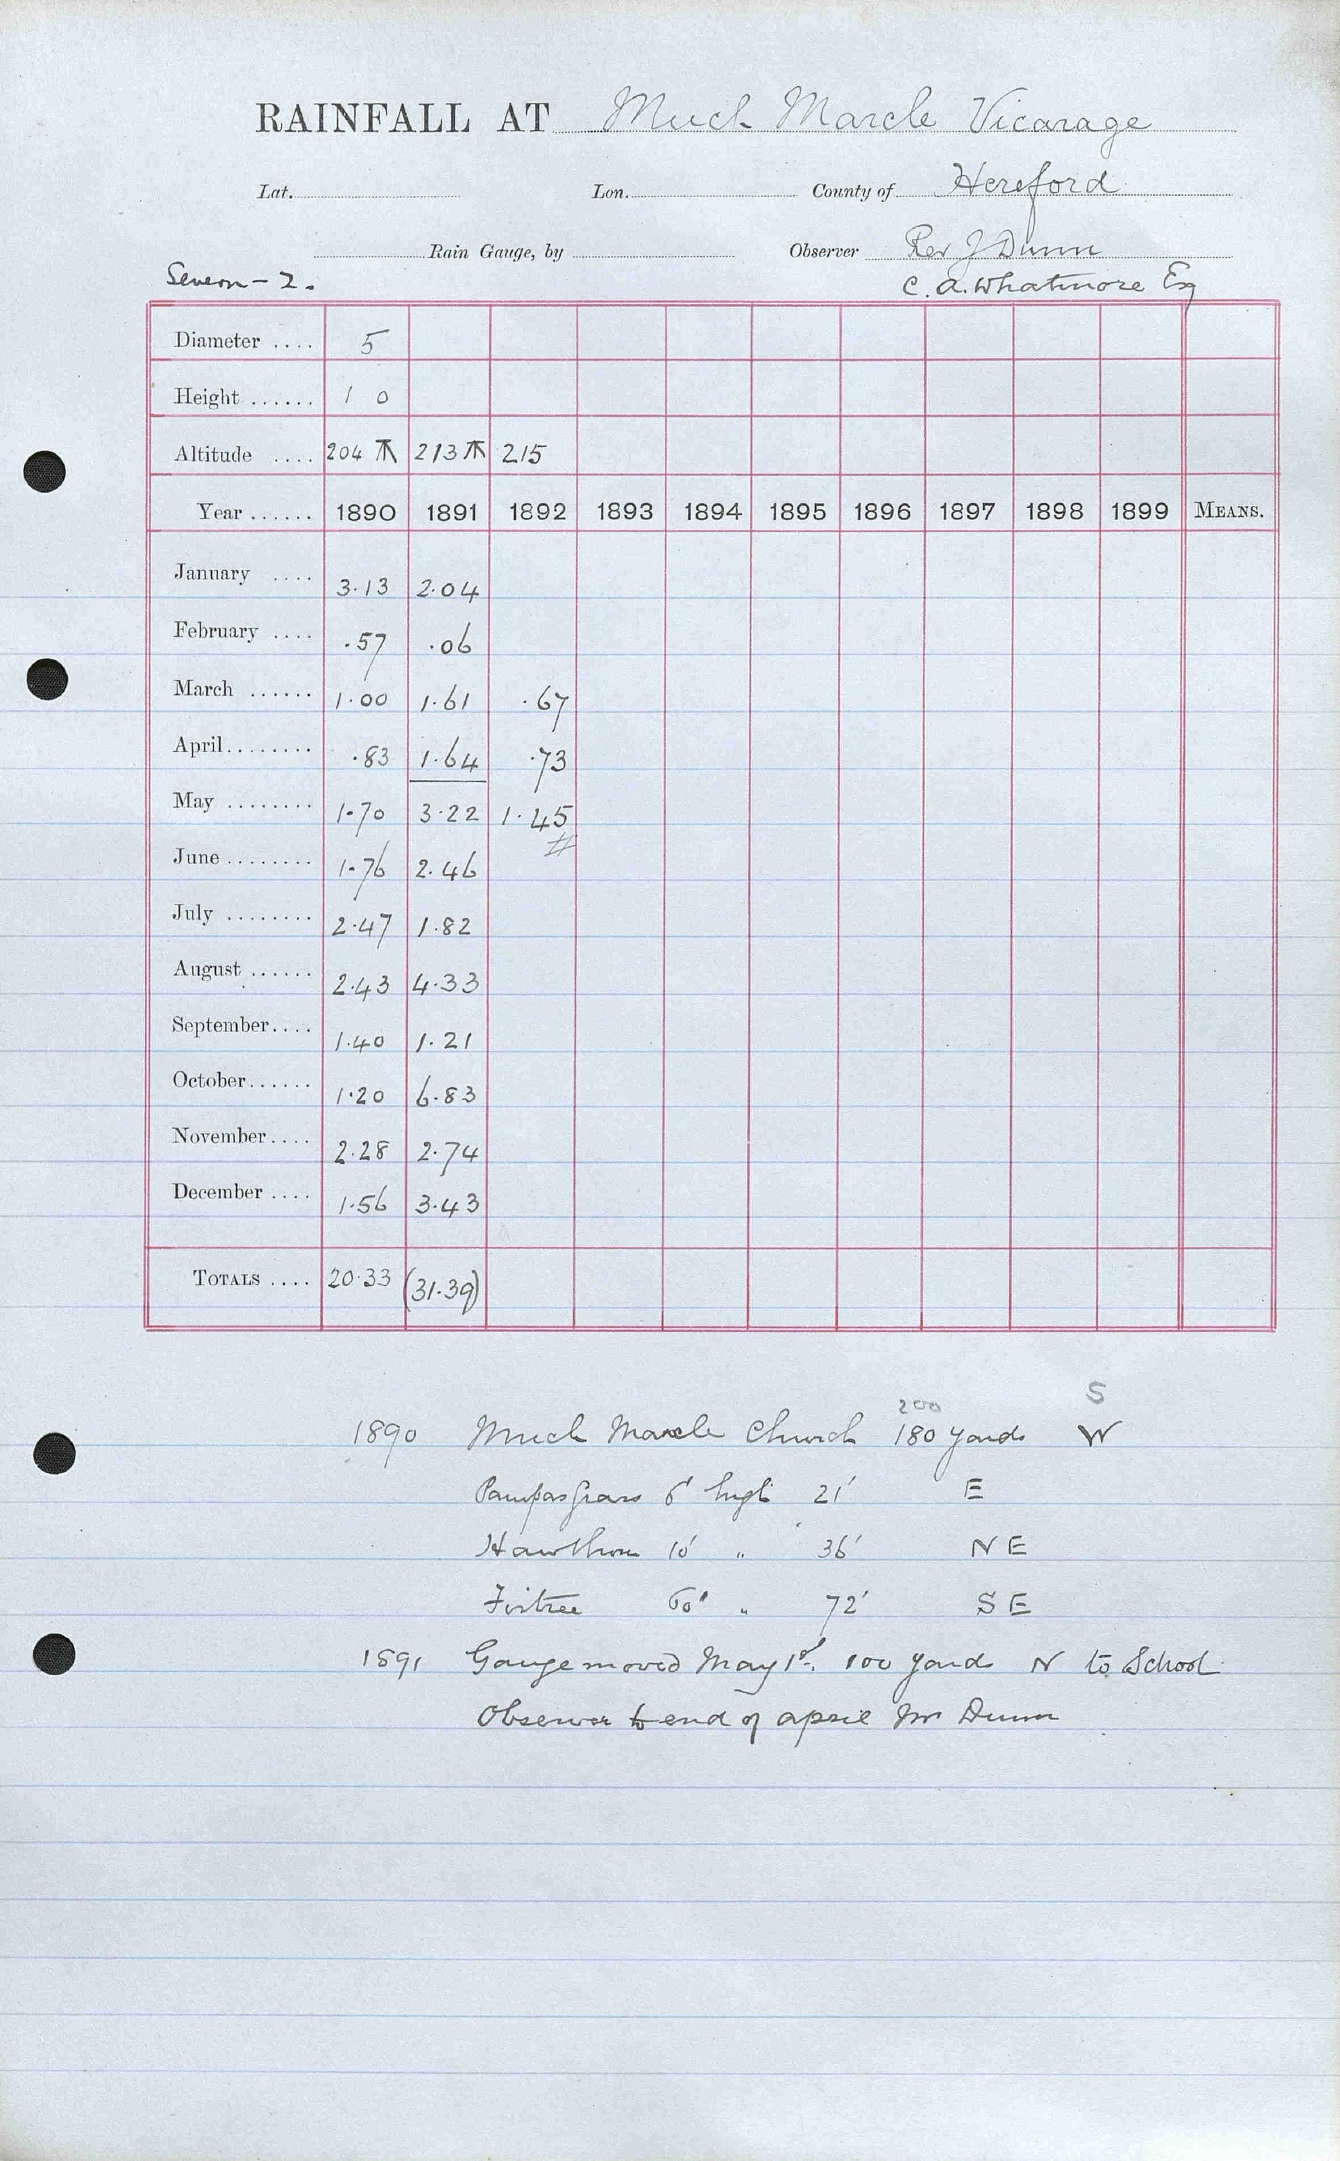 RAINFALL AT Much Marcle Vicarage
Lat. Lon. County of Hereford
Rain Gauge, by Observer Rev J Dunn
Severn - 2. C. A. Whatmore Esq
Diameter .... 5
Height ...... 1 0
Altitude .... 204 ⊼ 213 ⊼ 215
Year ...... 1890 1891 1892 1893 1894 1895 1896 1897 1898 1899 MEANS.
January .... 3.13 2.04
February .... .57 .06
March ...... 1.00 1.61 .67
April........ .83 1.64 .73
May ........ 1.70 3.22 1.45
#
June ........ 1.76 2.46
July ........ 2.47 1.82
August ...... 2.43 4.33
September.... 1.40 1.21
October...... 1.20 6.83
November.... 2.28 2.74
December .... 1.56 3.43
TOTALS .... 20.33 (31.39)
200 S
1890 Much Marcle Church 180 yards W
Pampas Grass 6' high 21' E
Hawthorn 10' " 36' NE
Firtree 60' " 72' SE
1891 Gauge moved May 1st. 100 yards N to School
Observer to end of april Mr Dunn